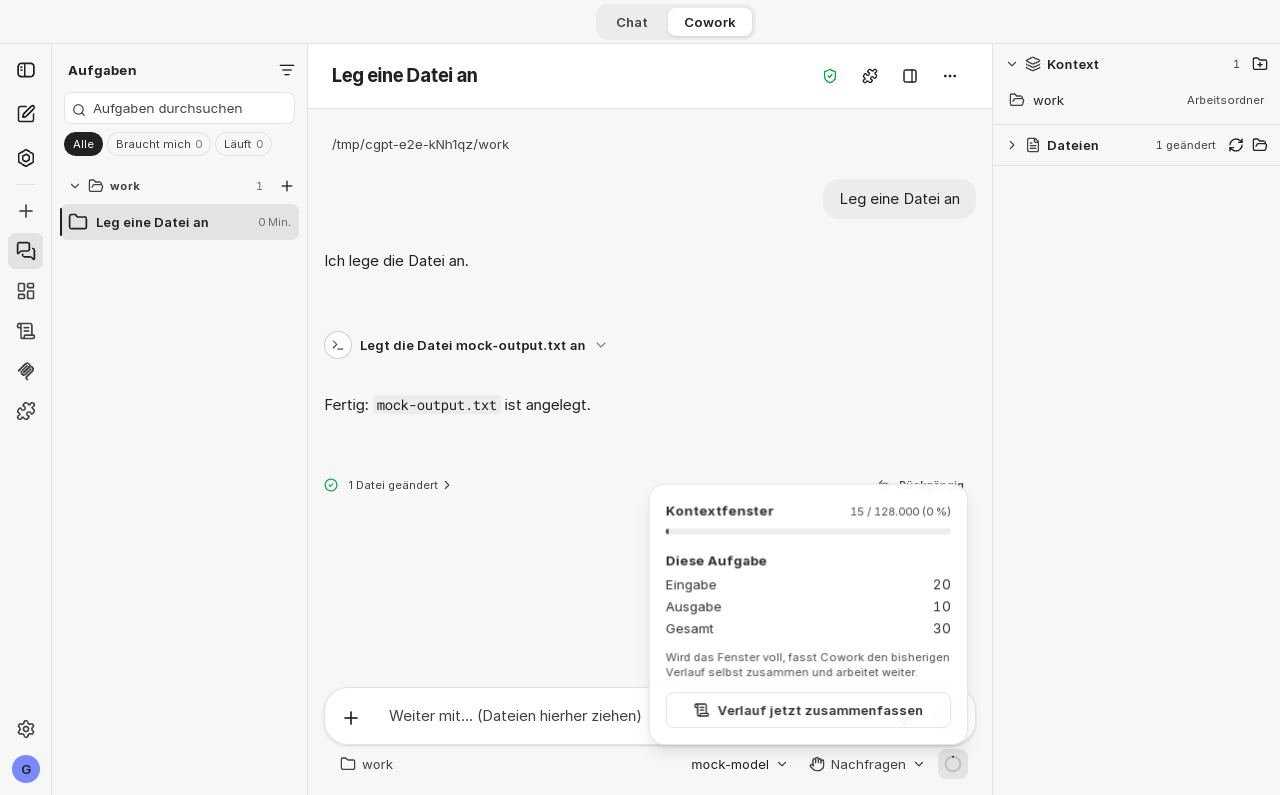 Chat
Cowork
Aufgaben
Aufgaben durchsuchen
Alle
Braucht mich 0
Läuft 0
work
1
Leg eine Datei an
0 Min.
Leg eine Datei an
/tmp/cgpt-e2e-kNh1qz/work
Leg eine Datei an
Ich lege die Datei an.
Legt die Datei mock-output.txt an
Fertig: mock-output.txt ist angelegt.
1 Datei geändert
Rückgängig
Kontextfenster
15 / 128.000 (0 %)
Diese Aufgabe
Eingabe 20
Ausgabe 10
Gesamt 30
Wird das Fenster voll, fasst Cowork den bisherigen
Verlauf selbst zusammen und arbeitet weiter.
Verlauf jetzt zusammenfassen
Weiter mit... (Dateien hierher ziehen)
work
mock-model
Nachfragen
Kontext
1
work
Arbeitsordner
Dateien
1 geändert
G